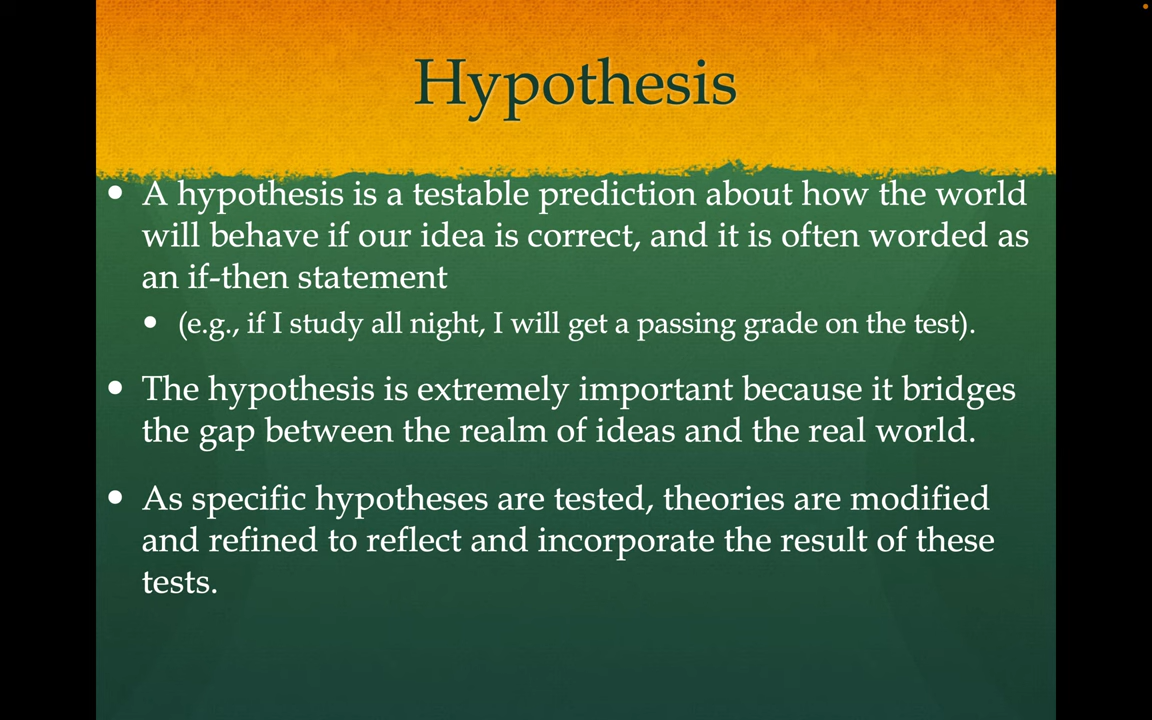 Hypothesis
• A hypothesis is a testable prediction about how the world
will behave if our idea is correct, and it is often worded as
an if-then statement
• (e.g., if I study all night, I will get a passing grade on the test).
• The hypothesis is extremely important because it bridges
the gap between the realm of ideas and the real world.
• As specific hypotheses are tested, theories are modified
and refined to reflect and incorporate the result of these
tests.